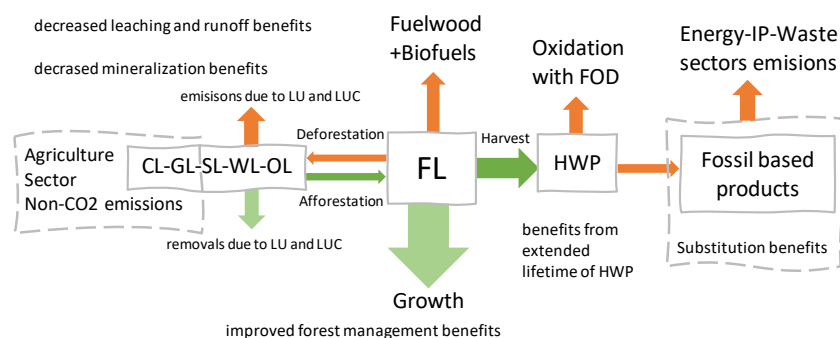 decreased leaching and runoff benefits
decrased mineralization benefits
emisisons due to LU and LUC
Fuelwood
+Biofuels
Oxidation
with FOD
Energy-IP-Waste
sectors emisions
Agriculture
Sector
Non-CO2 emissions
CL-GL-SL-WL-OL
Deforestation
Afforestation
FL
Harvest
HWP
Fossil based
products
removals due to LU and LUC
benefits from
extended
lifetime of HWP
Substitution benefits
Growth
improved forest management benefits